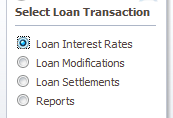 Select Loan Transaction
Loan Interest Rates
Loan Modifications
Loan Settlements
Reports